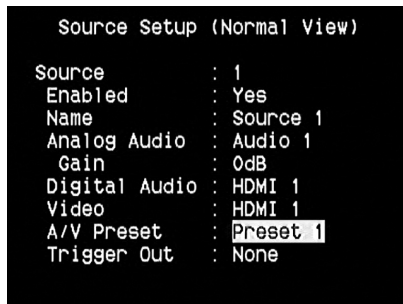 Source Setup (Normal View)
Source : 1
Enabled : Yes
Name : Source 1
Analog Audio : Audio 1
Gain : 0dB
Digital Audio : HDMI 1
Video : HDMI 1
A/V Preset : Preset 1
Trigger Out : None